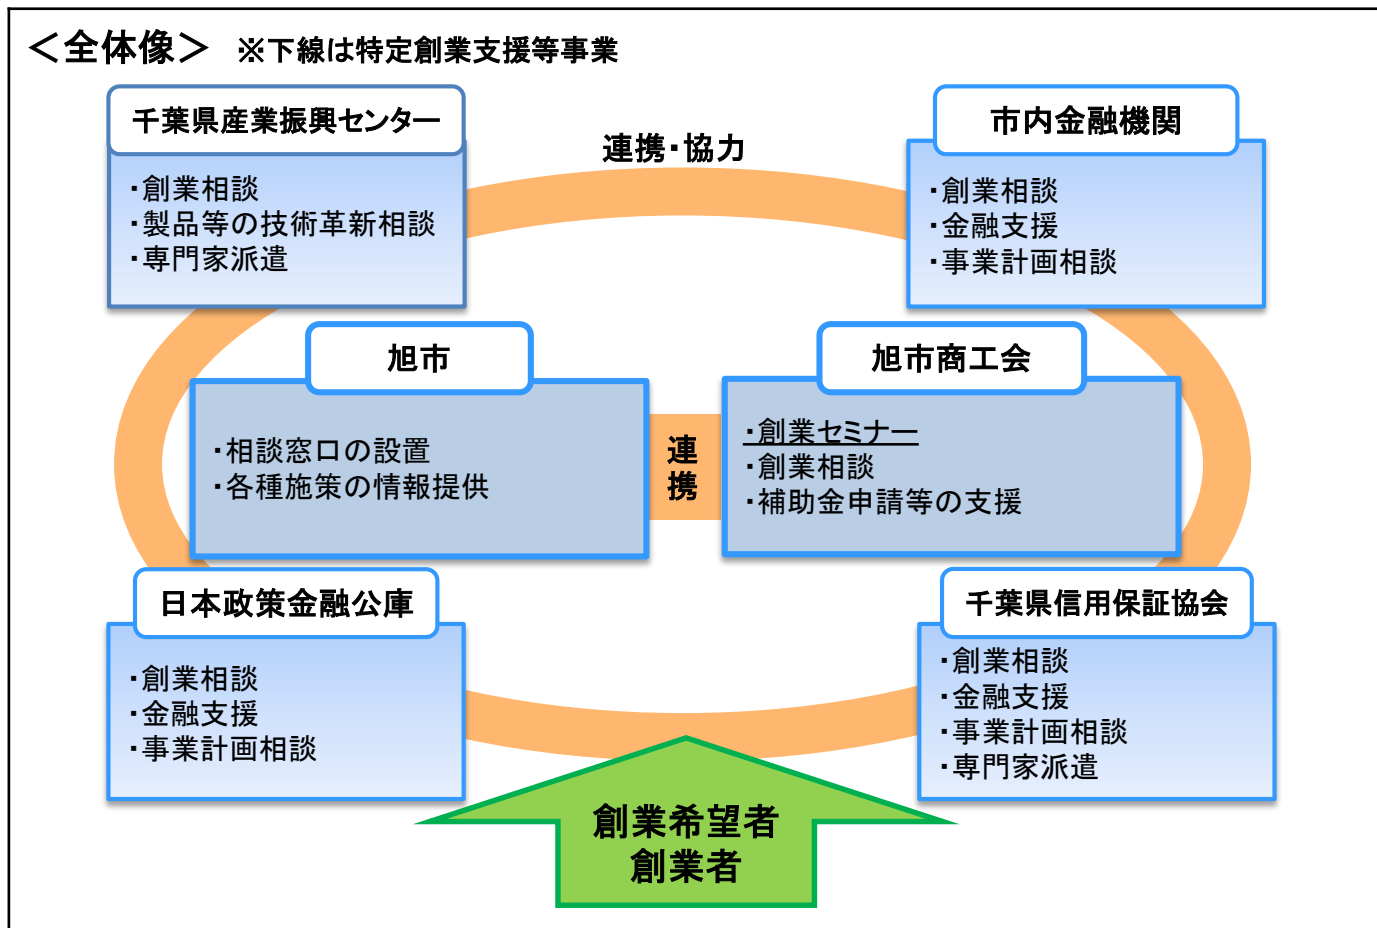 ＜全体像＞ ※下線は特定創業支援等事業
千葉県産業振興センター
・創業相談
・製品等の技術革新相談
・専門家派遣
連携・協力
市内金融機関
・創業相談
・金融支援
・事業計画相談
旭市
・相談窓口の設置
・各種施策の情報提供
連
携
旭市商工会
・創業セミナー
・創業相談
・補助金申請等の支援
日本政策金融公庫
・創業相談
・金融支援
・事業計画相談
千葉県信用保証協会
・創業相談
・金融支援
・事業計画相談
・専門家派遣
創業希望者
創業者